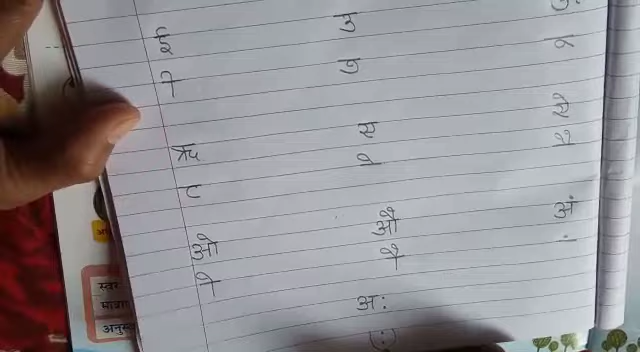 ई उ ऊ
ी ु ू
ऋ ए ऐ
ृ े ै
ओ औ अं
ो ौ ं
अः
ः
स्वर